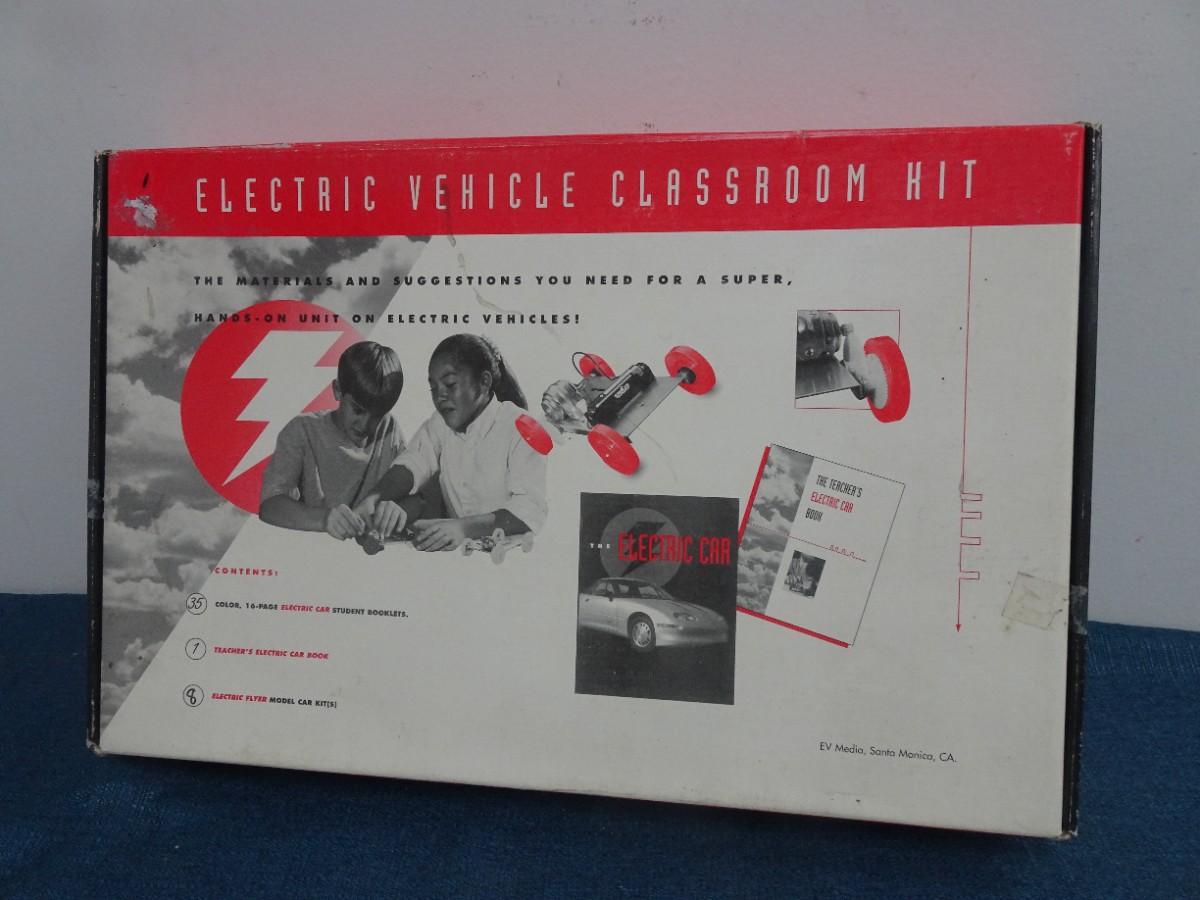 ELECTRIC VEHICLE CLASSROOM KIT
THE MATERIALS AND SUGGESTIONS YOU NEED FOR A SUPER,
HANDS-ON UNIT ON ELECTRIC VEHICLES!
THE TEACHER'S
ELECTRIC CAR
BOOK
THE ELECTRIC CAR
CONTENTS:
35 COLOR, 16-PAGE ELECTRIC CAR STUDENT BOOKLETS.
1 TEACHER'S ELECTRIC CAR BOOK
8 ELECTRIC FLYER MODEL CAR KIT(S)
EV Media, Santa Monica, CA.